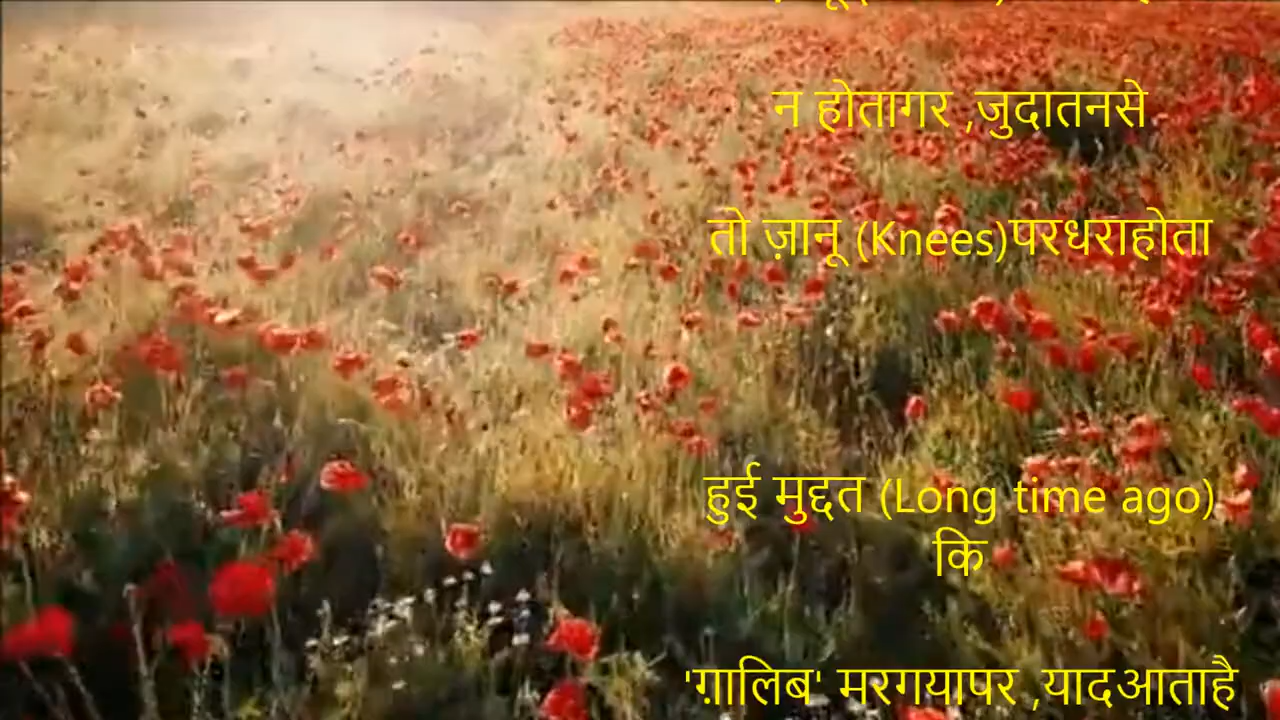 न होतागर ,जुदातनसे
तो ज़ानू (Knees)परधराहोता
हुई मुद्दत (Long time ago)
कि
'ग़ालिब' मरगयापर ,यादआताहै